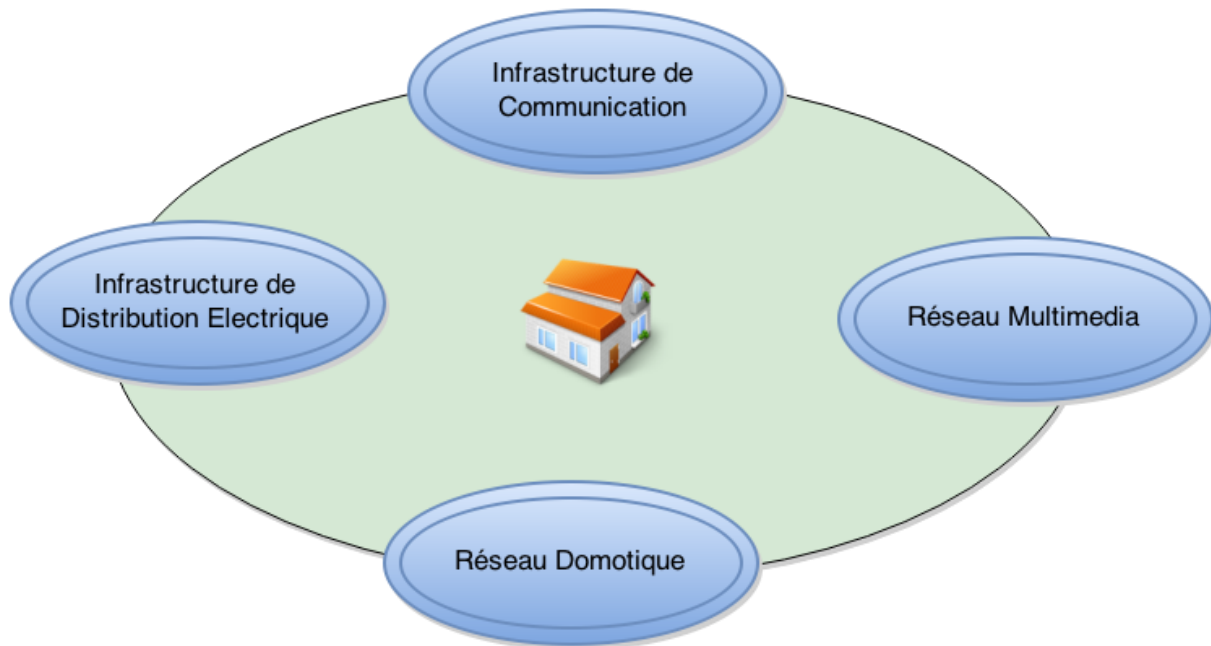 Infrastructure de
Communication
Infrastructure de
Distribution Electrique
Réseau Multimedia
Réseau Domotique